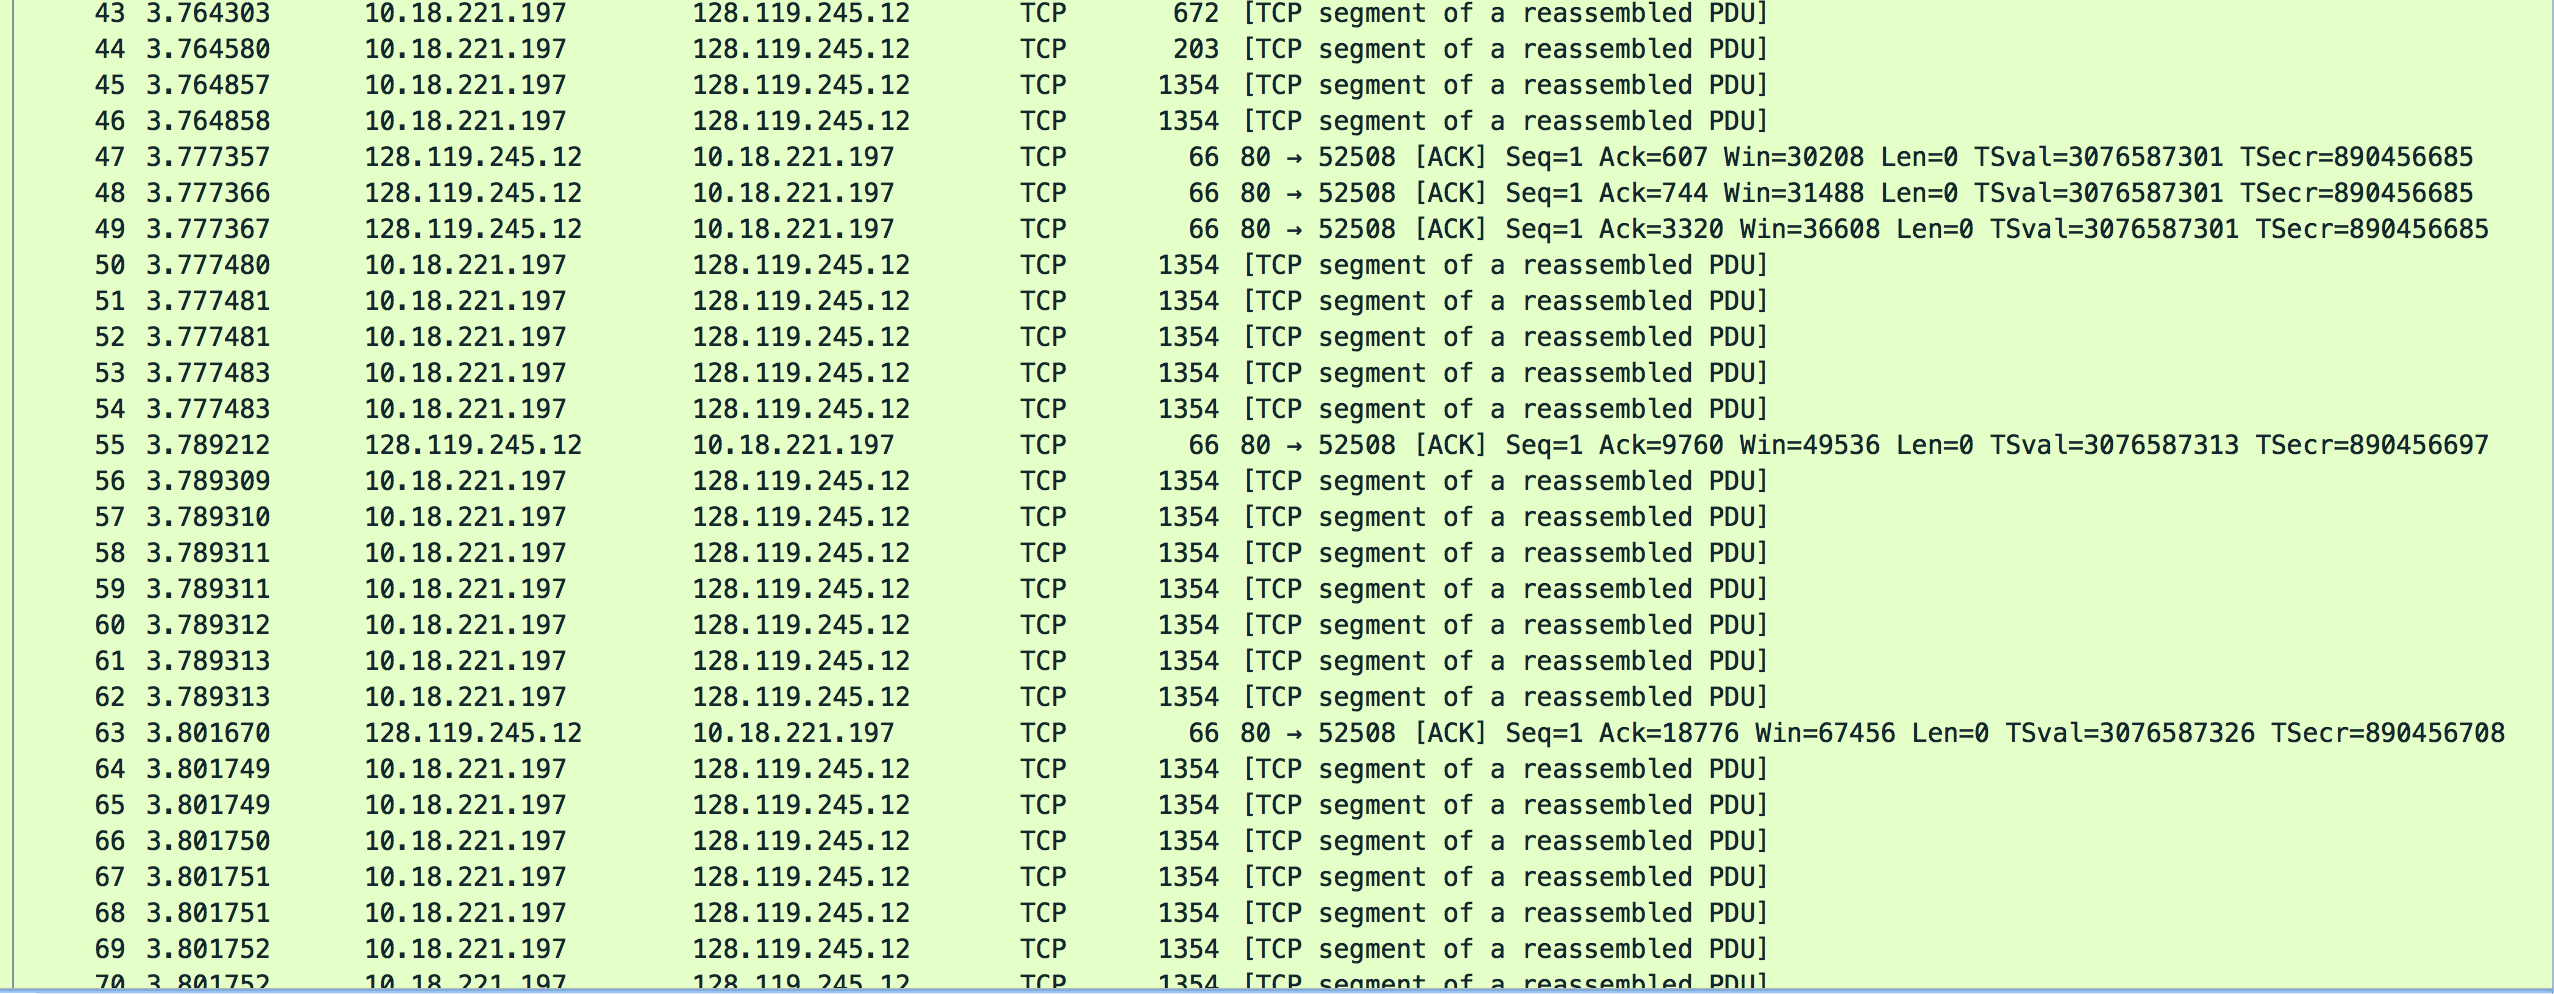 43 3.764303 10.18.221.197 128.119.245.12 TCP 672 [TCP segment of a reassembled PDU]
44 3.764580 10.18.221.197 128.119.245.12 TCP 203 [TCP segment of a reassembled PDU]
45 3.764857 10.18.221.197 128.119.245.12 TCP 1354 [TCP segment of a reassembled PDU]
46 3.764858 10.18.221.197 128.119.245.12 TCP 1354 [TCP segment of a reassembled PDU]
47 3.777357 128.119.245.12 10.18.221.197 TCP 66 80 → 52508 [ACK] Seq=1 Ack=607 Win=30208 Len=0 TSval=3076587301 TSecr=890456685
48 3.777366 128.119.245.12 10.18.221.197 TCP 66 80 → 52508 [ACK] Seq=1 Ack=744 Win=31488 Len=0 TSval=3076587301 TSecr=890456685
49 3.777367 128.119.245.12 10.18.221.197 TCP 66 80 → 52508 [ACK] Seq=1 Ack=3320 Win=36608 Len=0 TSval=3076587301 TSecr=890456685
50 3.777480 10.18.221.197 128.119.245.12 TCP 1354 [TCP segment of a reassembled PDU]
51 3.777481 10.18.221.197 128.119.245.12 TCP 1354 [TCP segment of a reassembled PDU]
52 3.777481 10.18.221.197 128.119.245.12 TCP 1354 [TCP segment of a reassembled PDU]
53 3.777483 10.18.221.197 128.119.245.12 TCP 1354 [TCP segment of a reassembled PDU]
54 3.777483 10.18.221.197 128.119.245.12 TCP 1354 [TCP segment of a reassembled PDU]
55 3.789212 128.119.245.12 10.18.221.197 TCP 66 80 → 52508 [ACK] Seq=1 Ack=9760 Win=49536 Len=0 TSval=3076587313 TSecr=890456697
56 3.789309 10.18.221.197 128.119.245.12 TCP 1354 [TCP segment of a reassembled PDU]
57 3.789310 10.18.221.197 128.119.245.12 TCP 1354 [TCP segment of a reassembled PDU]
58 3.789311 10.18.221.197 128.119.245.12 TCP 1354 [TCP segment of a reassembled PDU]
59 3.789311 10.18.221.197 128.119.245.12 TCP 1354 [TCP segment of a reassembled PDU]
60 3.789312 10.18.221.197 128.119.245.12 TCP 1354 [TCP segment of a reassembled PDU]
61 3.789313 10.18.221.197 128.119.245.12 TCP 1354 [TCP segment of a reassembled PDU]
62 3.789313 10.18.221.197 128.119.245.12 TCP 1354 [TCP segment of a reassembled PDU]
63 3.801670 128.119.245.12 10.18.221.197 TCP 66 80 → 52508 [ACK] Seq=1 Ack=18776 Win=67456 Len=0 TSval=3076587326 TSecr=890456708
64 3.801749 10.18.221.197 128.119.245.12 TCP 1354 [TCP segment of a reassembled PDU]
65 3.801749 10.18.221.197 128.119.245.12 TCP 1354 [TCP segment of a reassembled PDU]
66 3.801750 10.18.221.197 128.119.245.12 TCP 1354 [TCP segment of a reassembled PDU]
67 3.801751 10.18.221.197 128.119.245.12 TCP 1354 [TCP segment of a reassembled PDU]
68 3.801751 10.18.221.197 128.119.245.12 TCP 1354 [TCP segment of a reassembled PDU]
69 3.801752 10.18.221.197 128.119.245.12 TCP 1354 [TCP segment of a reassembled PDU]
70 3.801752 10.18.221.197 128.119.245.12 TCP 1354 [TCP segment of a reassembled PDU]